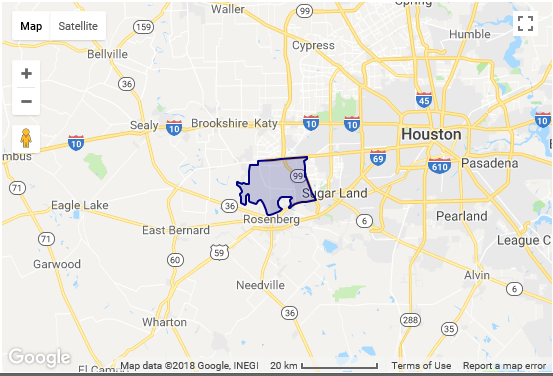 Waller
Spring
Map
Satellite
159
Humble
Cypress
Bellville
36
10
45
Sealy
10
Brookshire
Katy
10
10
Houston
mbus
10
69
610
Pasadena
71
99
Sugar Land
Eagle Lake
36
Rosenberg
6
Pearland
East Bernard
71
League C
59
60
Garwood
Alvin
Needville
6
36
288
35
Wharton
Google
El Camp
Map data ©2018 Google, INEGI
20 km
Terms of Use
Report a map error